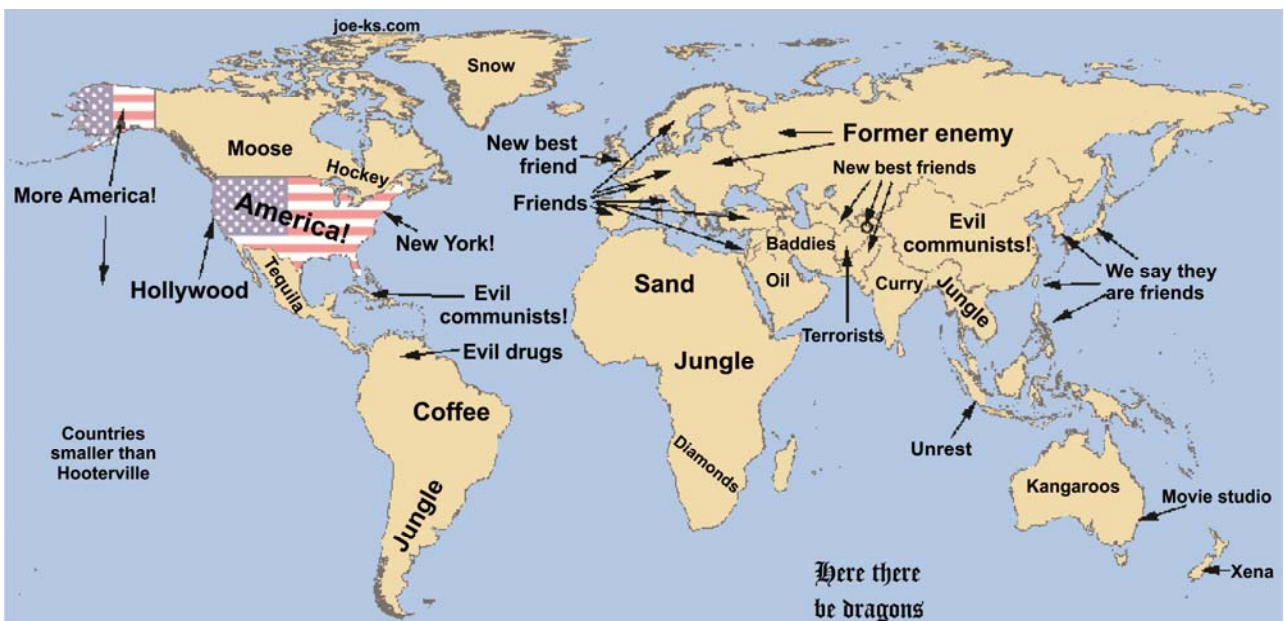 joe-ks.com
Snow
Moose
Hockey
More America!
America!
New York!
Hollywood
Tequila
Evil
communists!
Evil drugs
Coffee
Jungle
Countries
smaller than
Hooterville
New best
friend
Friends
Former enemy
New best friends
Baddies
Oil
Evil
communists!
Curry
Jungle
Terrorists
We say they
are friends
Sand
Jungle
Diamonds
Unrest
Kangaroos
Movie studio
Xena
Here there
be dragons